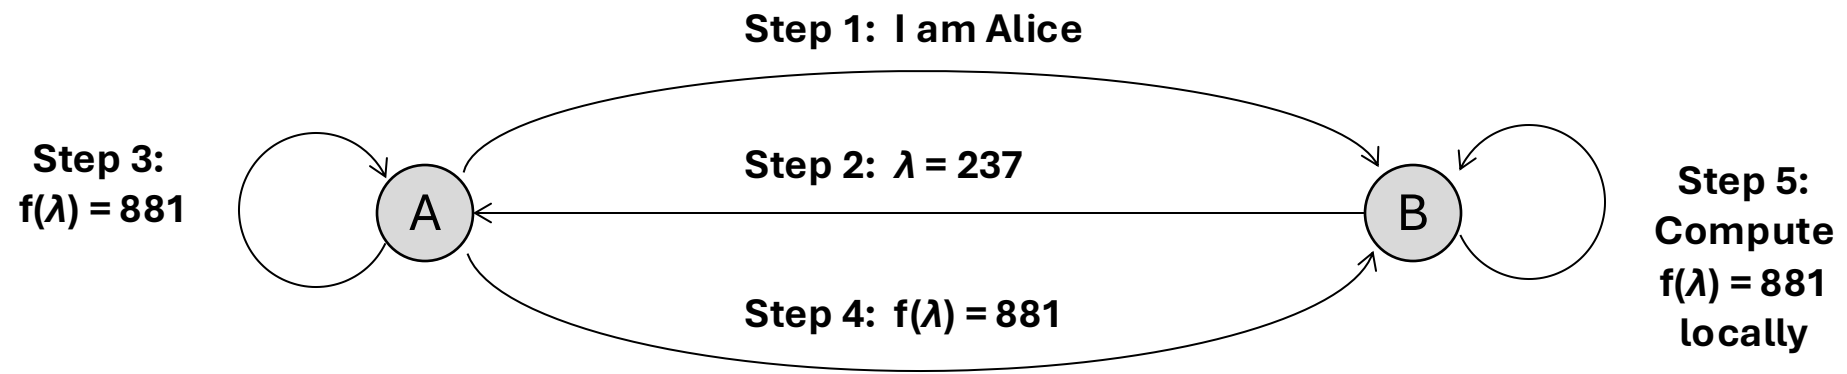 Step 1: I am Alice
Step 3:
f(λ) = 881
A
Step 2: λ = 237
B
Step 4: f(λ) = 881
Step 5:
Compute
f(λ) = 881
locally